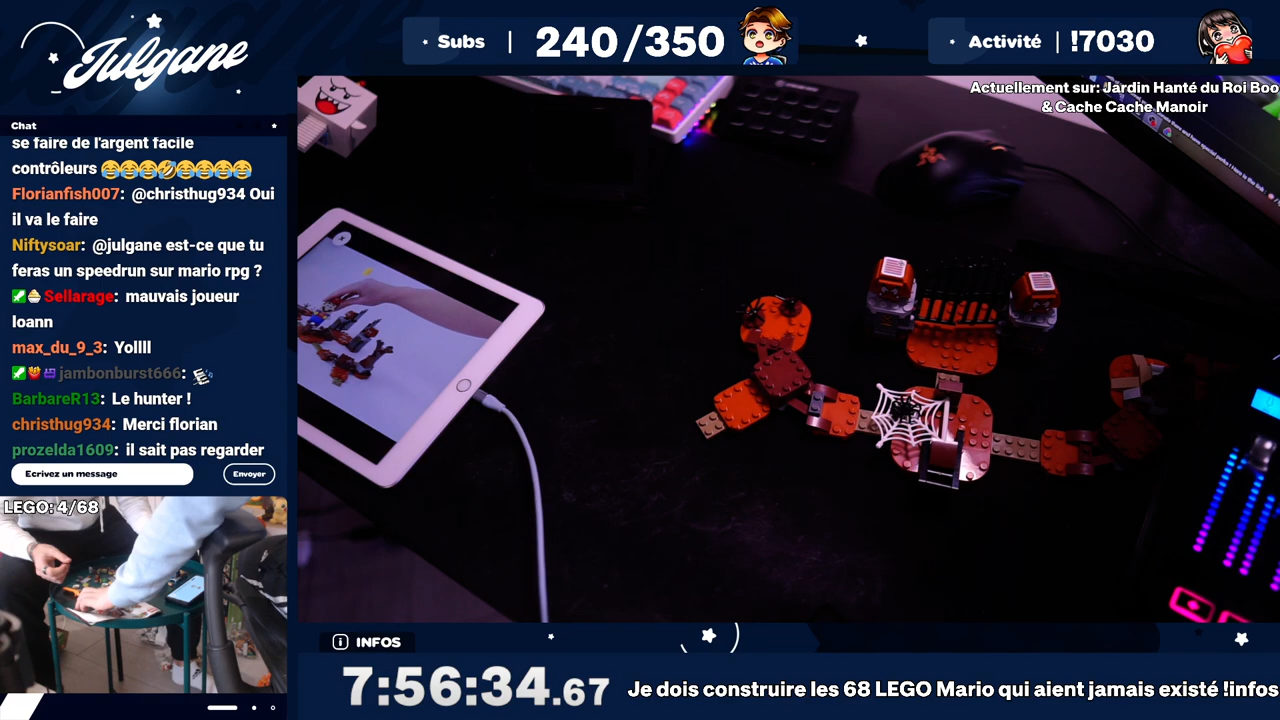 Julgane
Subs | 240/350
Activité | !7030
Actuellement sur: Jardin Hanté du Roi Boo
& Cache Cache Manoir
Chat
se faire de l'argent facile
contrôleurs 😂😂😂🤣😂😂😂😂
Florianfish007: @christhug934 Oui
il va le faire
Niftysoar: @julgane est-ce que tu
feras un speedrun sur mario rpg ?
Sellarage: mauvais joueur
loann
max_du_9_3: Yollll
jambonburst666:
BarbareR13: Le hunter !
christhug934: Merci florian
prozelda1609: il sait pas regarder
Ecrivez un message
Envoyer
LEGO: 4/68
INFOS
7:56:34.67
Je dois construire les 68 LEGO Mario qui aient jamais existé !infos